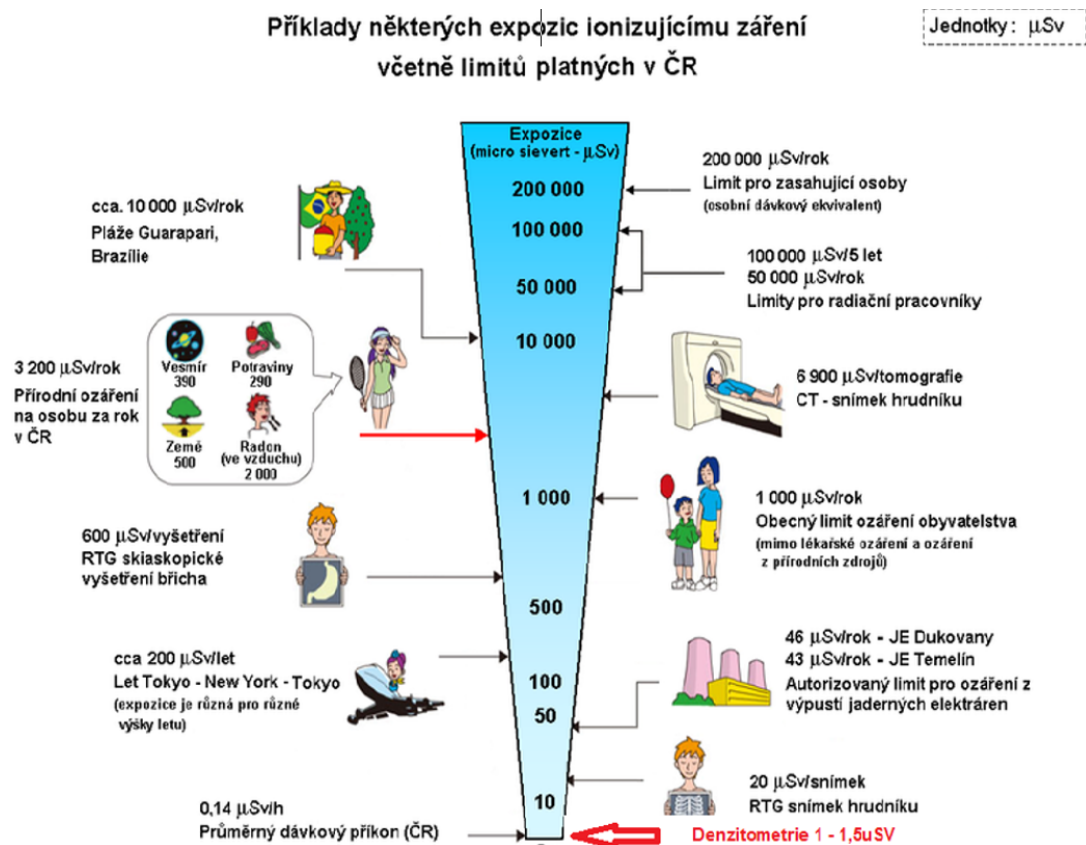 Příklady některých expozic ionizujícímu záření
včetně limitů platných v ČR
Jednotky: μSv
Expozice
(micro sievert - μSv)
200 000
100 000
50 000
10 000
1 000
500
100
50
10
cca. 10 000 μSv/rok
Pláže Guarapari,
Brazílie
3 200 μSv/rok
Přírodní ozáření
na osobu za rok
v ČR
Vesmír
390
Potraviny
290
Země
500
Radon
(ve vzduchu)
2 000
600 μSv/vyšetření
RTG skiaskopické
vyšetření břicha
cca 200 μSv/let
Let Tokyo - New York - Tokyo
(expozice je různá pro různé
výšky letu)
0,14 μSv/h
Průměrný dávkový příkon (ČR)
200 000 μSv/rok
Limit pro zasahující osoby
(osobní dávkový ekvivalent)
100 000 μSv/5 let
50 000 μSv/rok
Limity pro radiační pracovníky
6 900 μSv/tomografie
CT - snímek hrudníku
1 000 μSv/rok
Obecný limit ozáření obyvatelstva
(mimo lékařské ozáření a ozáření
z přírodních zdrojů)
46 μSv/rok - JE Dukovany
43 μSv/rok - JE Temelín
Autorizovaný limit pro ozáření z
výpustí jaderných elektráren
20 μSv/snímek
RTG snímek hrudníku
Denzitometrie 1 - 1,5uSV